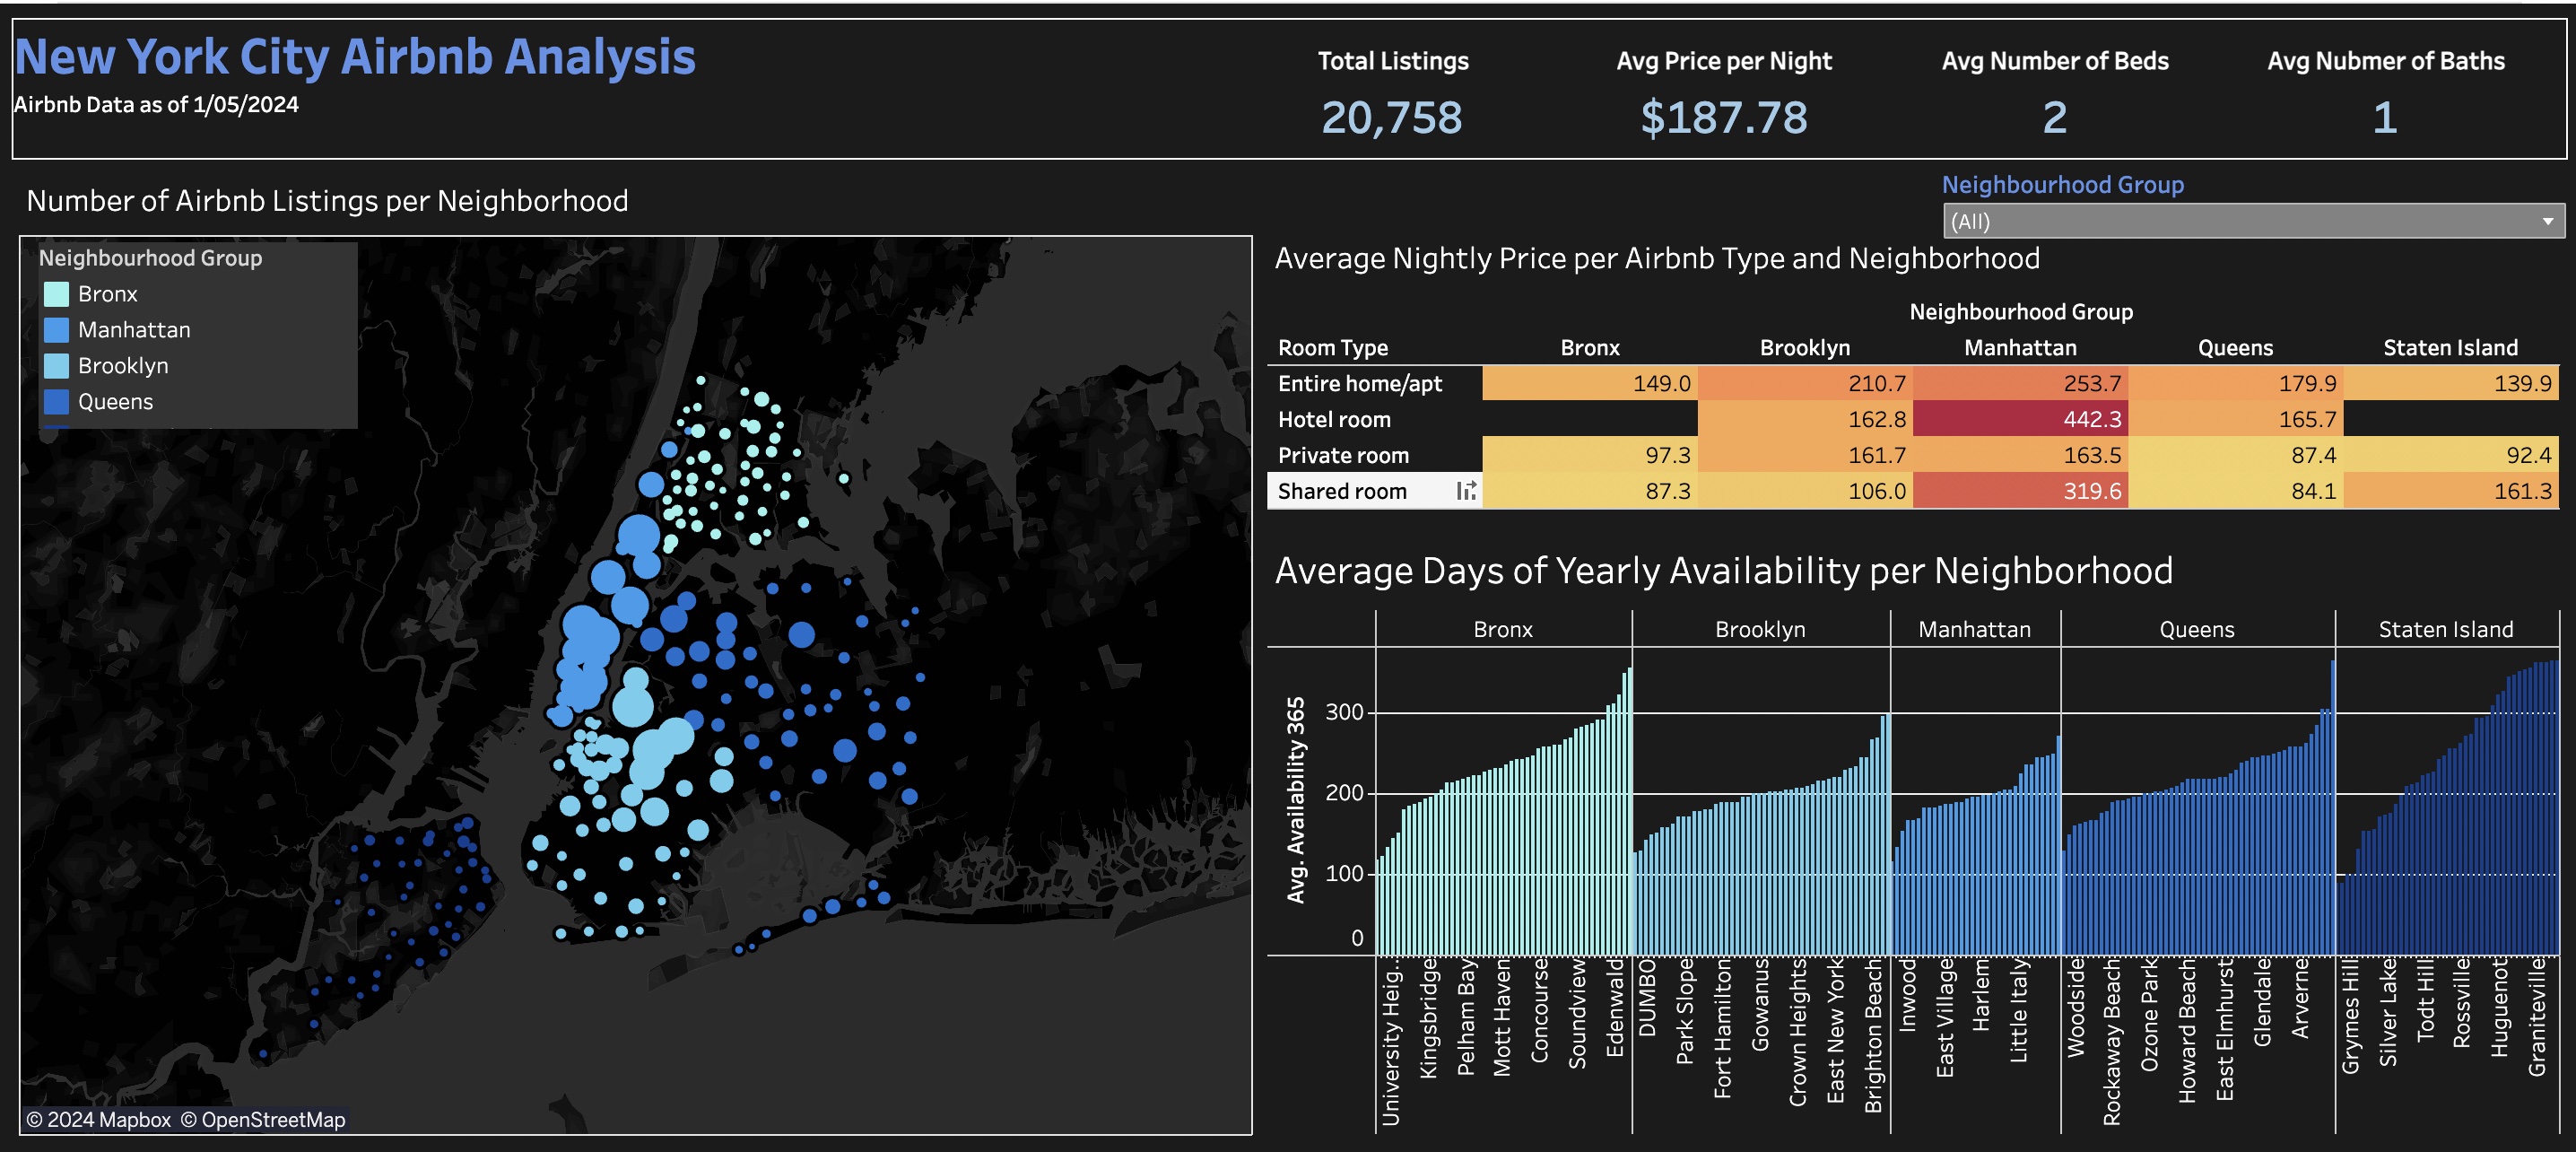 New York City Airbnb Analysis
Airbnb Data as of 1/05/2024
Total Listings
20,758
Avg Price per Night
$187.78
Avg Number of Beds
2
Avg Nubmer of Baths
1
Number of Airbnb Listings per Neighborhood
Neighbourhood Group
(All)
Neighbourhood Group
Bronx
Manhattan
Brooklyn
Queens
© 2024 Mapbox © OpenStreetMap
Average Nightly Price per Airbnb Type and Neighborhood
Neighbourhood Group
Room Type Bronx Brooklyn Manhattan Queens Staten Island
Entire home/apt 149.0 210.7 253.7 179.9 139.9
Hotel room 162.8 442.3 165.7
Private room 97.3 161.7 163.5 87.4 92.4
Shared room 87.3 106.0 319.6 84.1 161.3
Average Days of Yearly Availability per Neighborhood
Bronx Brooklyn Manhattan Queens Staten Island
Avg. Availability 365
300
200
100
0
University Heig..
Kingsbridge
Pelham Bay
Mott Haven
Concourse
Soundview
Edenwald
DUMBO
Park Slope
Fort Hamilton
Gowanus
Crown Heights
East New York
Brighton Beach
Inwood
East Village
Harlem
Little Italy
Woodside
Rockaway Beach
Ozone Park
Howard Beach
East Elmhurst
Glendale
Arverne
Grymes Hill
Silver Lake
Todt Hill
Rossville
Huguenot
Graniteville